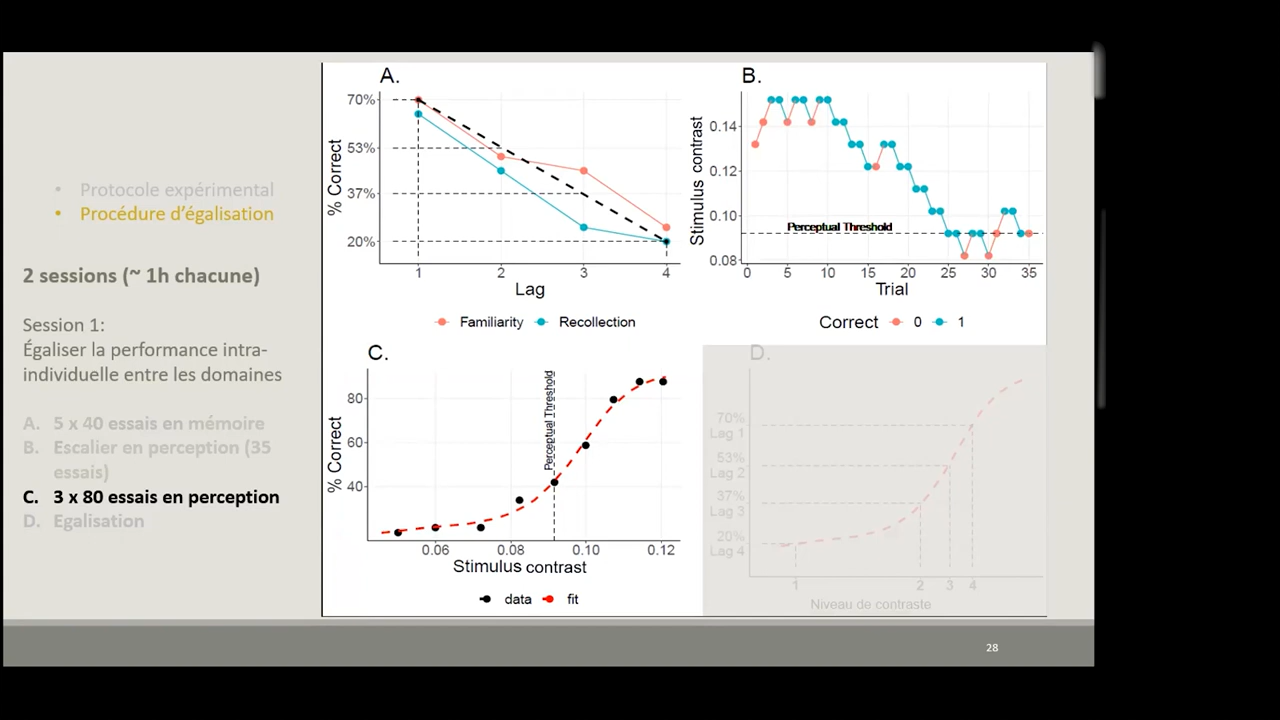 • Protocole expérimental
• Procédure d'égalisation
2 sessions (~ 1h chacune)
Session 1:
Égaliser la performance intra-
individuelle entre les domaines
A. 5 x 40 essais en mémoire
B. Escalier en perception (35
essais)
C. 3 x 80 essais en perception
D. Egalisation
A.
% Correct
70%
53%
37%
20%
1 2 3 4
Lag
Familiarity Recollection
B.
Stimulus contrast
0.14
0.12
0.10
0.08
Perceptual Threshold
0 5 10 15 20 25 30 35
Trial
Correct 0 1
C.
% Correct
80
60
40
Perceptual Threshold
0.06 0.08 0.10 0.12
Stimulus contrast
data fit
D.
70%
Lag 1
53%
Lag 2
37%
Lag 3
20%
Lag 4
1 2 3 4
Niveau de contraste
28